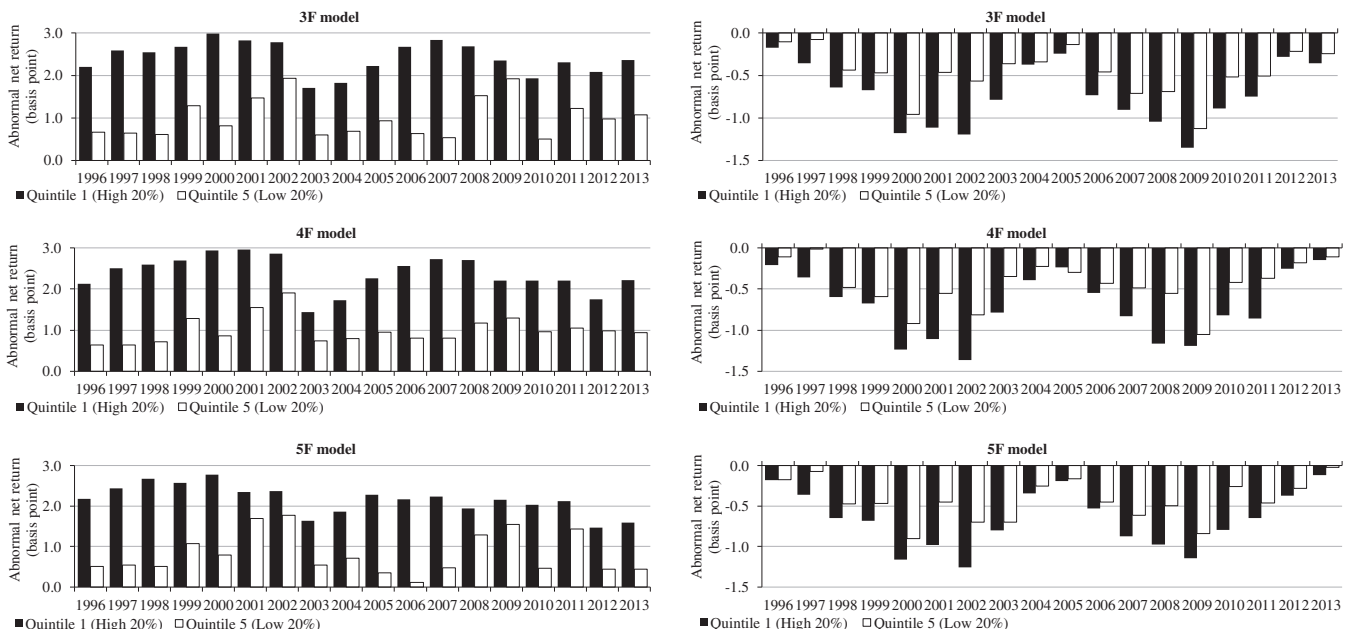 3F model
Abnormal net return
(basis point)
3.0
2.0
1.0
0.0
1996 1997 1998 1999 2000 2001 2002 2003 2004 2005 2006 2007 2008 2009 2010 2011 2012 2013
Quintile 1 (High 20%) Quintile 5 (Low 20%)
3F model
Abnormal net return
(basis point)
0.0
-0.5
-1.0
-1.5
1996 1997 1998 1999 2000 2001 2002 2003 2004 2005 2006 2007 2008 2009 2010 2011 2012 2013
Quintile 1 (High 20%) Quintile 5 (Low 20%)
4F model
Abnormal net return
(basis point)
3.0
2.0
1.0
0.0
1996 1997 1998 1999 2000 2001 2002 2003 2004 2005 2006 2007 2008 2009 2010 2011 2012 2013
Quintile 1 (High 20%) Quintile 5 (Low 20%)
4F model
Abnormal net return
(basis point)
0.0
-0.5
-1.0
-1.5
1996 1997 1998 1999 2000 2001 2002 2003 2004 2005 2006 2007 2008 2009 2010 2011 2012 2013
Quintile 1 (High 20%) Quintile 5 (Low 20%)
5F model
Abnormal net return
(basis point)
3.0
2.0
1.0
0.0
1996 1997 1998 1999 2000 2001 2002 2003 2004 2005 2006 2007 2008 2009 2010 2011 2012 2013
Quintile 1 (High 20%) Quintile 5 (Low 20%)
5F model
Abnormal net return
(basis point)
0.0
-0.5
-1.0
-1.5
1996 1997 1998 1999 2000 2001 2002 2003 2004 2005 2006 2007 2008 2009 2010 2011 2012 2013
Quintile 1 (High 20%) Quintile 5 (Low 20%)